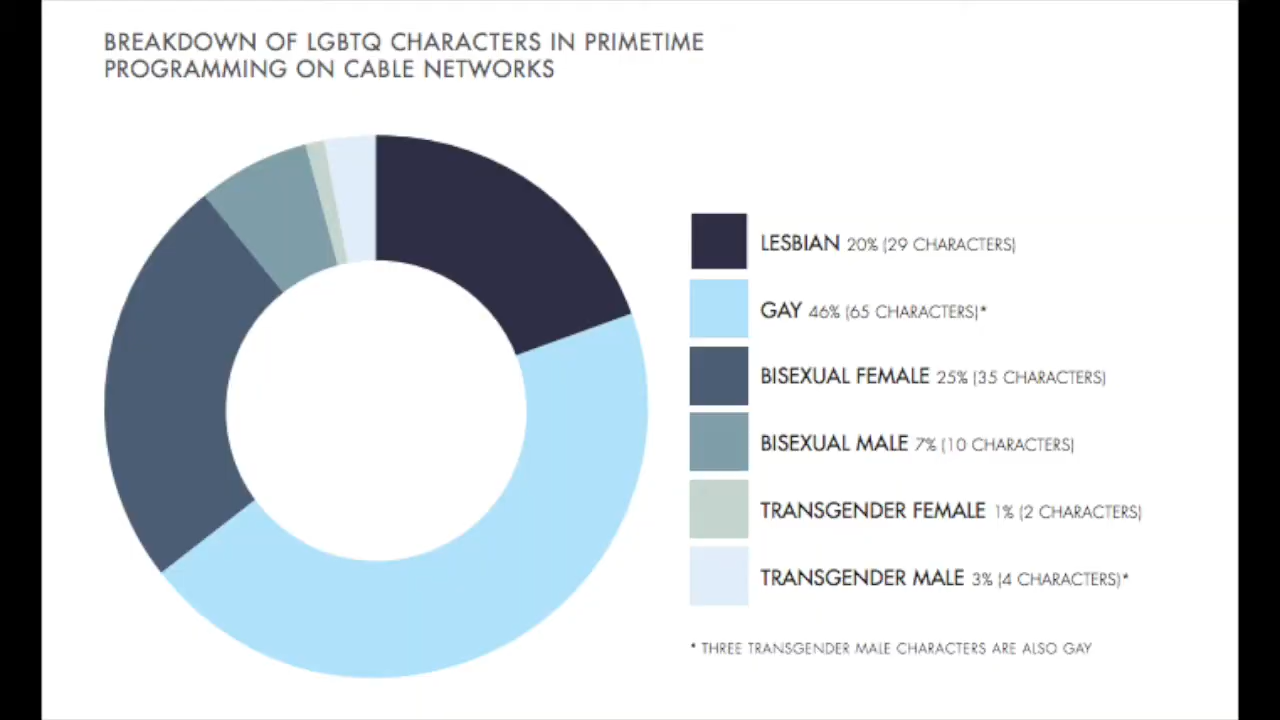 BREAKDOWN OF LGBTQ CHARACTERS IN PRIMETIME
PROGRAMMING ON CABLE NETWORKS
LESBIAN 20% (29 CHARACTERS)
GAY 46% (65 CHARACTERS)*
BISEXUAL FEMALE 25% (35 CHARACTERS)
BISEXUAL MALE 7% (10 CHARACTERS)
TRANSGENDER FEMALE 1% (2 CHARACTERS)
TRANSGENDER MALE 3% (4 CHARACTERS)*
* THREE TRANSGENDER MALE CHARACTERS ARE ALSO GAY